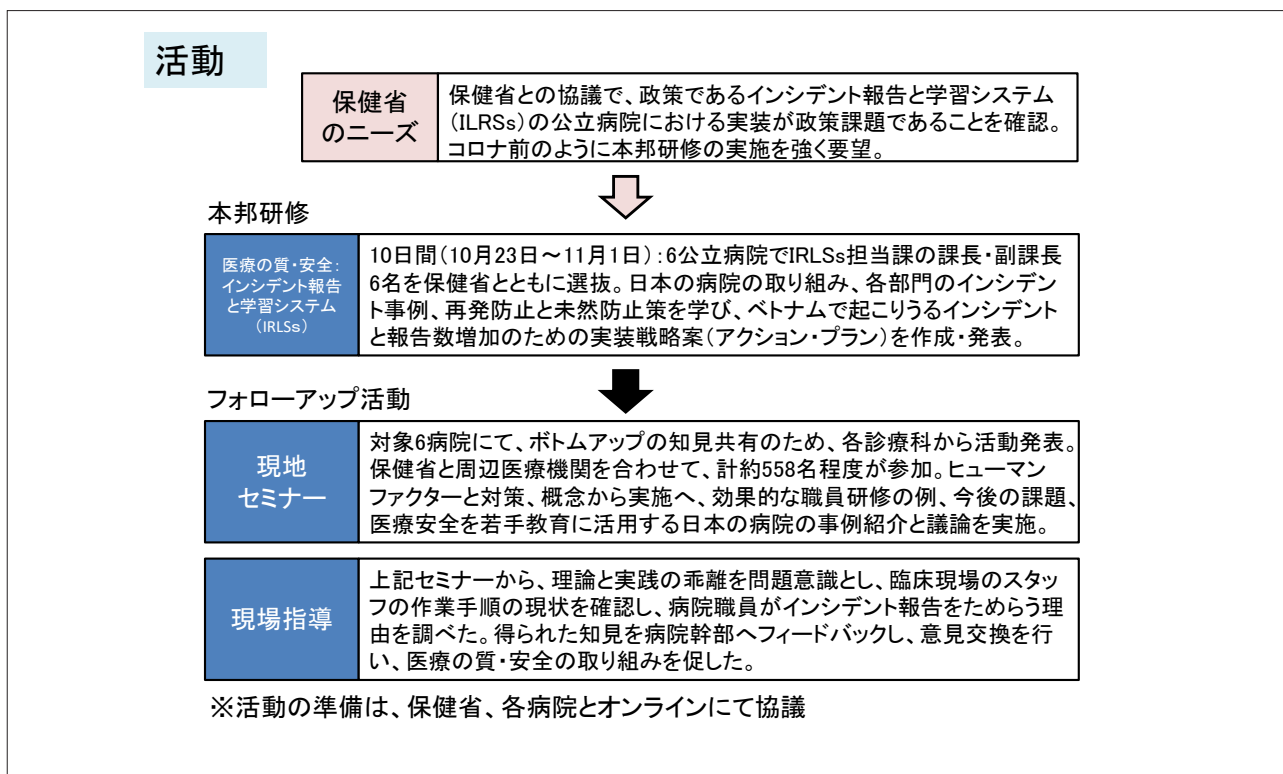 活動
保健省
のニーズ
保健省との協議で、政策であるインシデント報告と学習システム
(ILRSs)の公立病院における実装が政策課題であることを確認。
コロナ前のように本邦研修の実施を強く要望。
本邦研修
医療の質・安全:
インシデント報告
と学習システム
(IRLSs)
10日間(10月23日～11月1日):6公立病院でIRLSs担当課の課長・副課長
6名を保健省とともに選抜。日本の病院の取り組み、各部門のインシデン
ト事例、再発防止と未然防止策を学び、ベトナムで起こりうるインシデント
と報告数増加のための実装戦略案(アクション・プラン)を作成・発表。
フォローアップ活動
現地
セミナー
対象6病院にて、ボトムアップの知見共有のため、各診療科から活動発表。
保健省と周辺医療機関を合わせて、計約558名程度が参加。ヒューマン
ファクターと対策、概念から実施へ、効果的な職員研修の例、今後の課題、
医療安全を若手教育に活用する日本の病院の事例紹介と議論を実施。
現場指導
上記セミナーから、理論と実践の乖離を問題意識とし、臨床現場のスタッ
フの作業手順の現状を確認し、病院職員がインシデント報告をためらう理
由を調べた。得られた知見を病院幹部へフィードバックし、意見交換を行
い、医療の質・安全の取り組みを促した。
※活動の準備は、保健省、各病院とオンラインにて協議